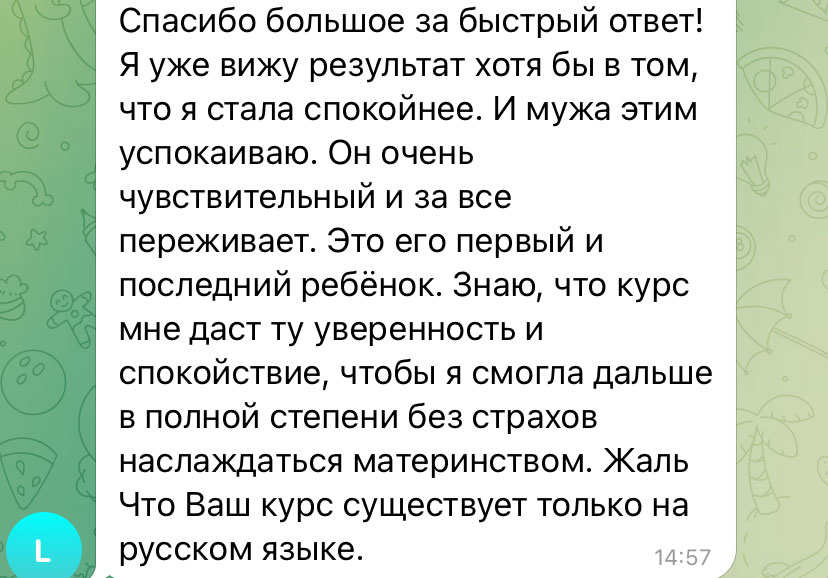 Спасибо большое за быстрый ответ!
Я уже вижу результат хотя бы в том,
что я стала спокойнее. И мужа этим
успокаиваю. Он очень
чувствительный и за все
переживает. Это его первый и
последний ребёнок. Знаю, что курс
мне даст ту уверенность и
спокойствие, чтобы я смогла дальше
в полной степени без страхов
наслаждаться материнством. Жаль
Что Ваш курс существует только на
русском языке.
14:57
L